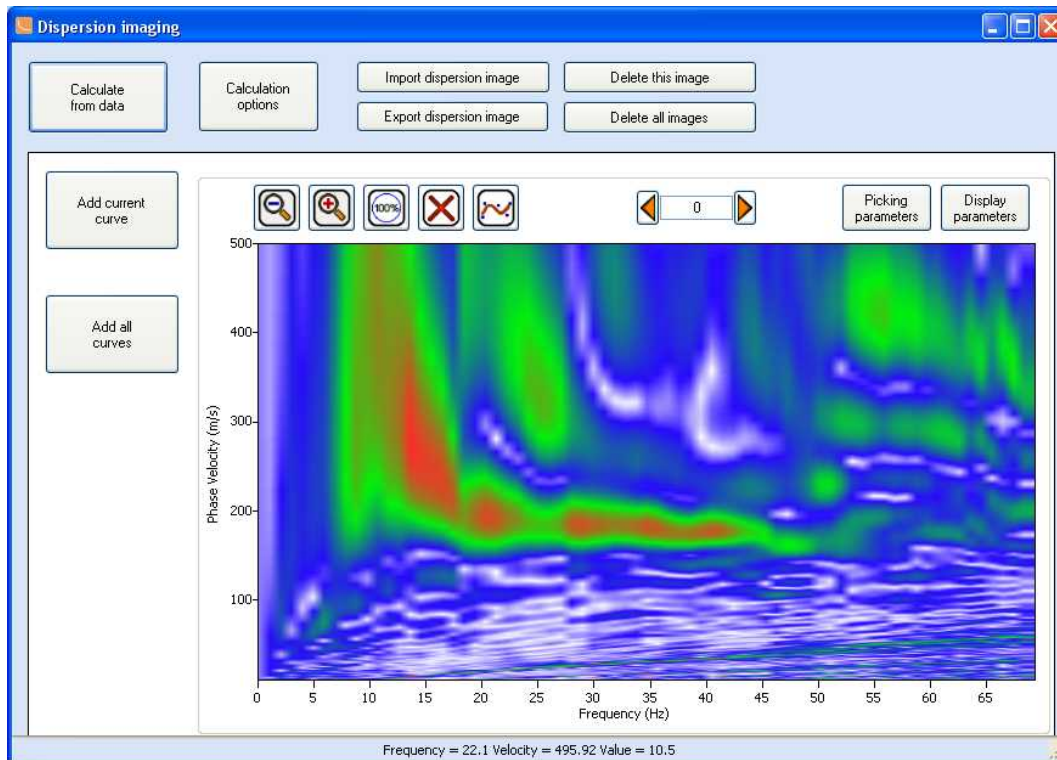 Dispersion imaging
Calculate
from data
Calculation
options
Import dispersion image
Export dispersion image
Delete this image
Delete all images
Add current
curve
Add all
curves
100%
0
Picking
parameters
Display
parameters
Phase Velocity (m/s)
500
400
300
200
100
0 5 10 15 20 25 30 35 40 45 50 55 60 65
Frequency (Hz)
Frequency = 22.1 Velocity = 495.92 Value = 10.5